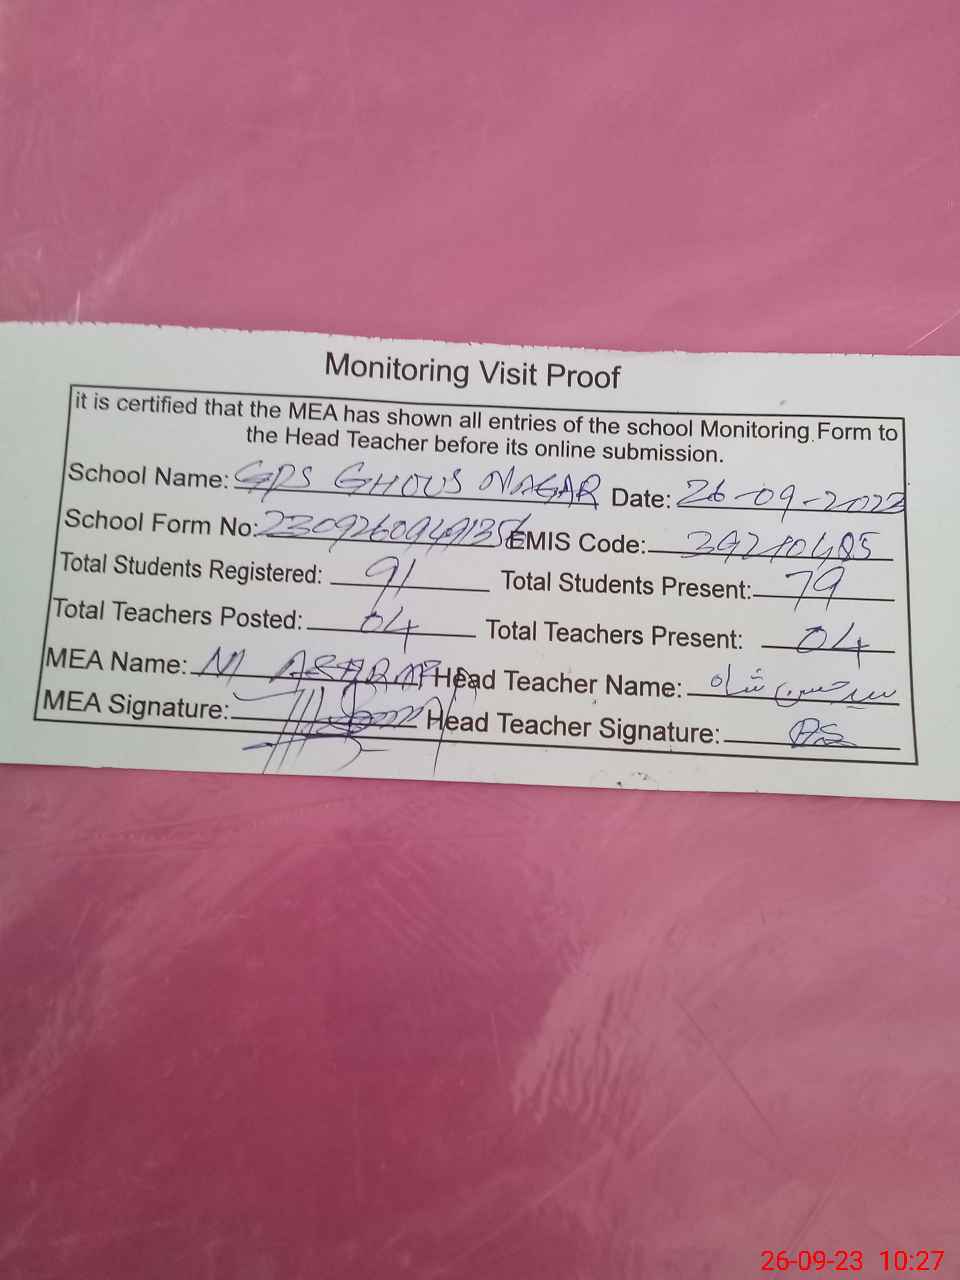 Monitoring Visit Proof
it is certified that the MEA has shown all entries of the school Monitoring Form to
the Head Teacher before its online submission.
School Name: GPS GHOUS NAGAR Date: 26-09-2023
School Form No: EMIS Code: 39210485
Total Students Registered: 91 Total Students Present: 79
Total Teachers Posted: 04 Total Teachers Present: 04
MEA Name: M ASHRAF Head Teacher Name: سید حسن شاہ
MEA Signature: Head Teacher Signature:
26-09-23 10:27